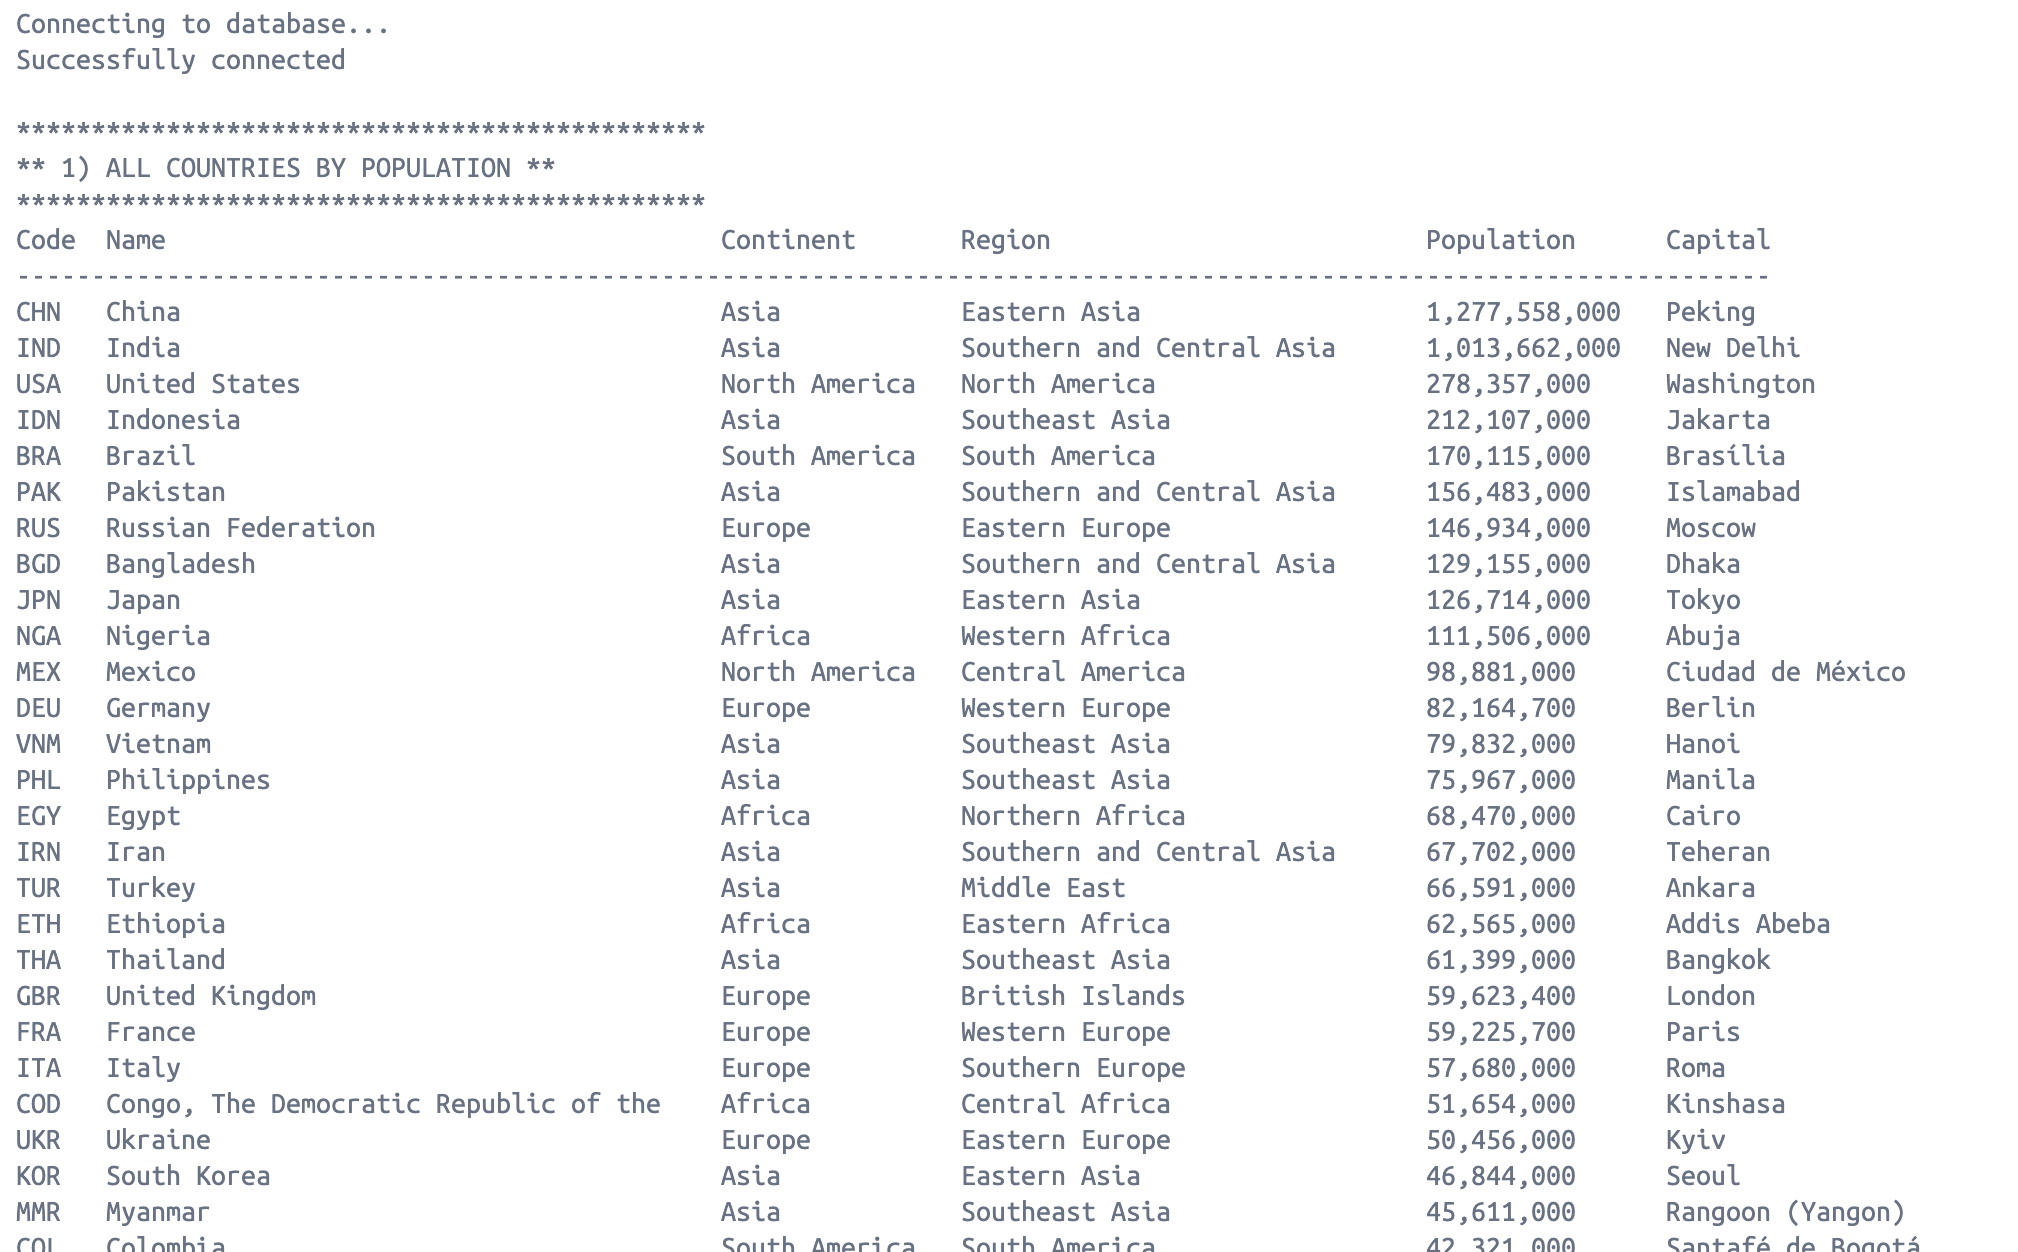 Connecting to database...
Successfully connected
**********************************************
** 1) ALL COUNTRIES BY POPULATION **
**********************************************
Code  Name                                     Continent       Region                         Population      Capital
---------------------------------------------------------------------------------------------------------------------
CHN   China                                    Asia            Eastern Asia                   1,277,558,000   Peking
IND   India                                    Asia            Southern and Central Asia      1,013,662,000   New Delhi
USA   United States                            North America   North America                  278,357,000     Washington
IDN   Indonesia                                Asia            Southeast Asia                 212,107,000     Jakarta
BRA   Brazil                                   South America   South America                  170,115,000     Brasília
PAK   Pakistan                                 Asia            Southern and Central Asia      156,483,000     Islamabad
RUS   Russian Federation                       Europe          Eastern Europe                 146,934,000     Moscow
BGD   Bangladesh                               Asia            Southern and Central Asia      129,155,000     Dhaka
JPN   Japan                                    Asia            Eastern Asia                   126,714,000     Tokyo
NGA   Nigeria                                  Africa          Western Africa                 111,506,000     Abuja
MEX   Mexico                                   North America   Central America                98,881,000      Ciudad de México
DEU   Germany                                  Europe          Western Europe                 82,164,700      Berlin
VNM   Vietnam                                  Asia            Southeast Asia                 79,832,000      Hanoi
PHL   Philippines                              Asia            Southeast Asia                 75,967,000      Manila
EGY   Egypt                                    Africa          Northern Africa                68,470,000      Cairo
IRN   Iran                                     Asia            Southern and Central Asia      67,702,000      Teheran
TUR   Turkey                                   Asia            Middle East                    66,591,000      Ankara
ETH   Ethiopia                                 Africa          Eastern Africa                 62,565,000      Addis Abeba
THA   Thailand                                 Asia            Southeast Asia                 61,399,000      Bangkok
GBR   United Kingdom                           Europe          British Islands                59,623,400      London
FRA   France                                   Europe          Western Europe                 59,225,700      Paris
ITA   Italy                                    Europe          Southern Europe                57,680,000      Roma
COD   Congo, The Democratic Republic of the    Africa          Central Africa                 51,654,000      Kinshasa
UKR   Ukraine                                  Europe          Eastern Europe                 50,456,000      Kyiv
KOR   South Korea                              Asia            Eastern Asia                   46,844,000      Seoul
MMR   Myanmar                                  Asia            Southeast Asia                 45,611,000      Rangoon (Yangon)
COL   Colombia                                 South America   South America                  42,321,000      Santafé de Bogotá